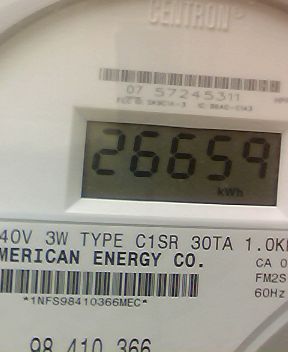 CENTRON®
07 57245311
26659
kWh
40V 3W TYPE C1SR 30TA 1.0K
MERICAN ENERGY CO.
CA 0
FM2S
60Hz
*1NFS98410366MEC*
98 410 366